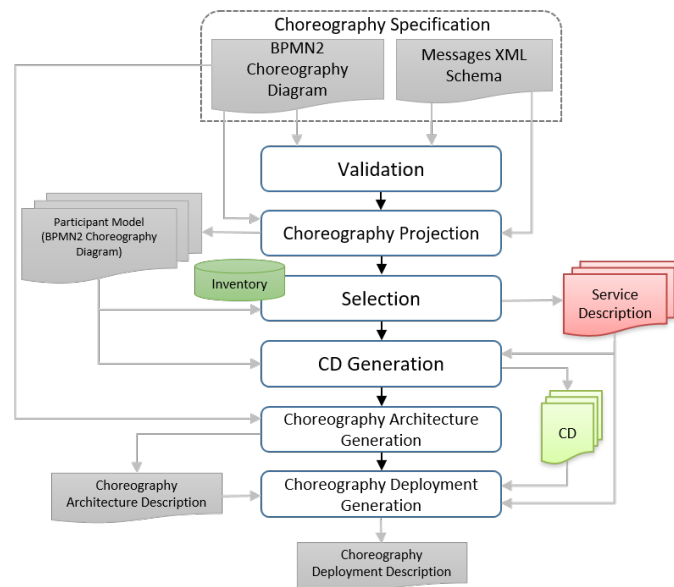 Choreography Specification
BPMN2
Choreography
Diagram
Messages XML
Schema
Validation
Participant Model
(BPMN2 Choreography
Diagram)
Choreography Projection
Inventory
Selection
Service
Description
CD Generation
CD
Choreography Architecture
Generation
Choreography
Architecture Description
Choreography Deployment
Generation
Choreography
Deployment Description